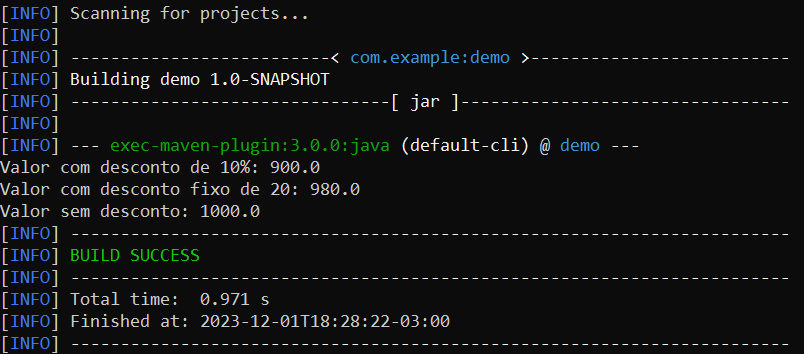 [INFO] Scanning for projects...
[INFO]
[INFO] --------------------------< com.example:demo >--------------------------
[INFO] Building demo 1.0-SNAPSHOT
[INFO] --------------------------------[ jar ]---------------------------------
[INFO]
[INFO] --- exec-maven-plugin:3.0.0:java (default-cli) @ demo ---
Valor com desconto de 10%: 900.0
Valor com desconto fixo de 20: 980.0
Valor sem desconto: 1000.0
[INFO] ------------------------------------------------------------------------
[INFO] BUILD SUCCESS
[INFO] ------------------------------------------------------------------------
[INFO] Total time:  0.971 s
[INFO] Finished at: 2023-12-01T18:28:22-03:00
[INFO] ------------------------------------------------------------------------